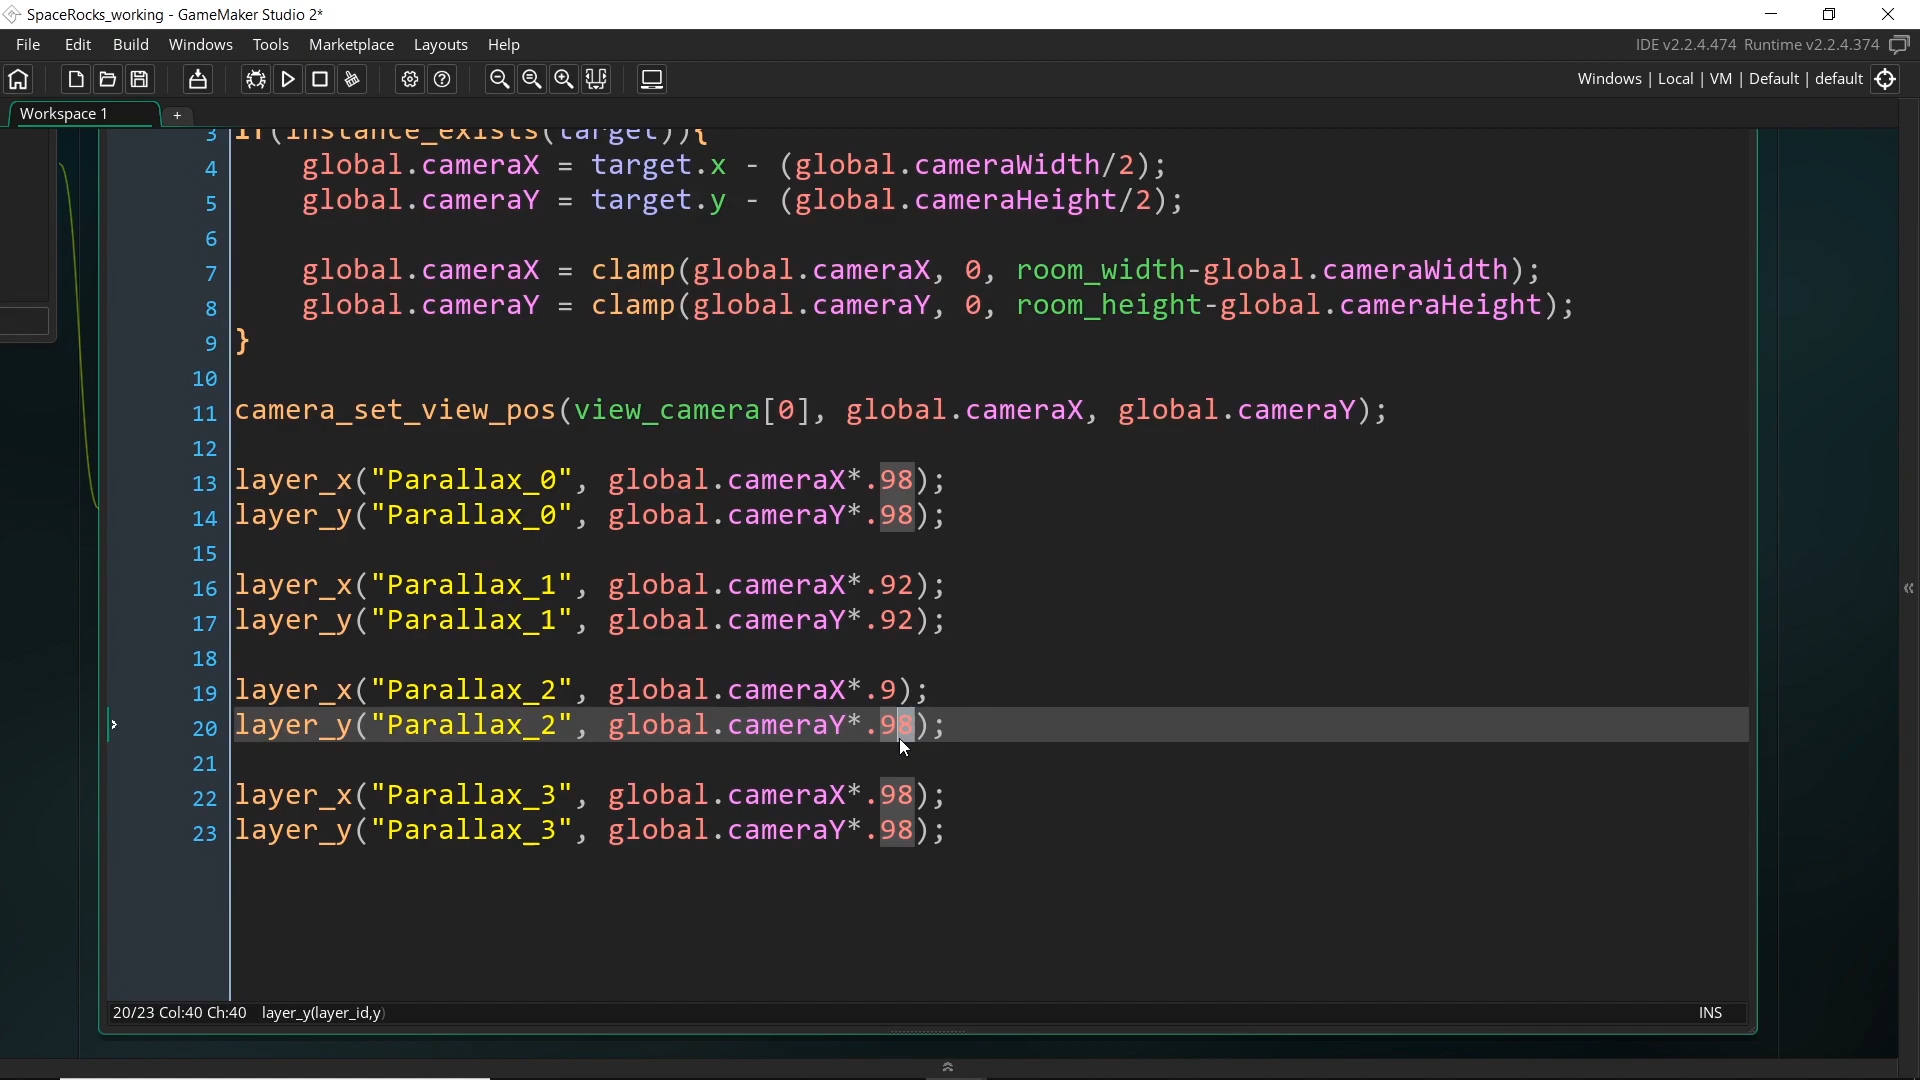 SpaceRocks_working - GameMaker Studio 2*
File Edit Build Windows Tools Marketplace Layouts Help
IDE v2.2.4.474 Runtime v2.2.4.374
Windows | Local | VM | Default | default
Workspace 1 +
3 if(instance_exists(target)){
4 global.cameraX = target.x - (global.cameraWidth/2);
5 global.cameraY = target.y - (global.cameraHeight/2);
6
7 global.cameraX = clamp(global.cameraX, 0, room_width-global.cameraWidth);
8 global.cameraY = clamp(global.cameraY, 0, room_height-global.cameraHeight);
9 }
10
11 camera_set_view_pos(view_camera[0], global.cameraX, global.cameraY);
12
13 layer_x("Parallax_0", global.cameraX*.98);
14 layer_y("Parallax_0", global.cameraY*.98);
15
16 layer_x("Parallax_1", global.cameraX*.92);
17 layer_y("Parallax_1", global.cameraY*.92);
18
19 layer_x("Parallax_2", global.cameraX*.9);
20 layer_y("Parallax_2", global.cameraY*.98);
21
22 layer_x("Parallax_3", global.cameraX*.98);
23 layer_y("Parallax_3", global.cameraY*.98);
20/23 Col:40 Ch:40 layer_y(layer_id,y) INS